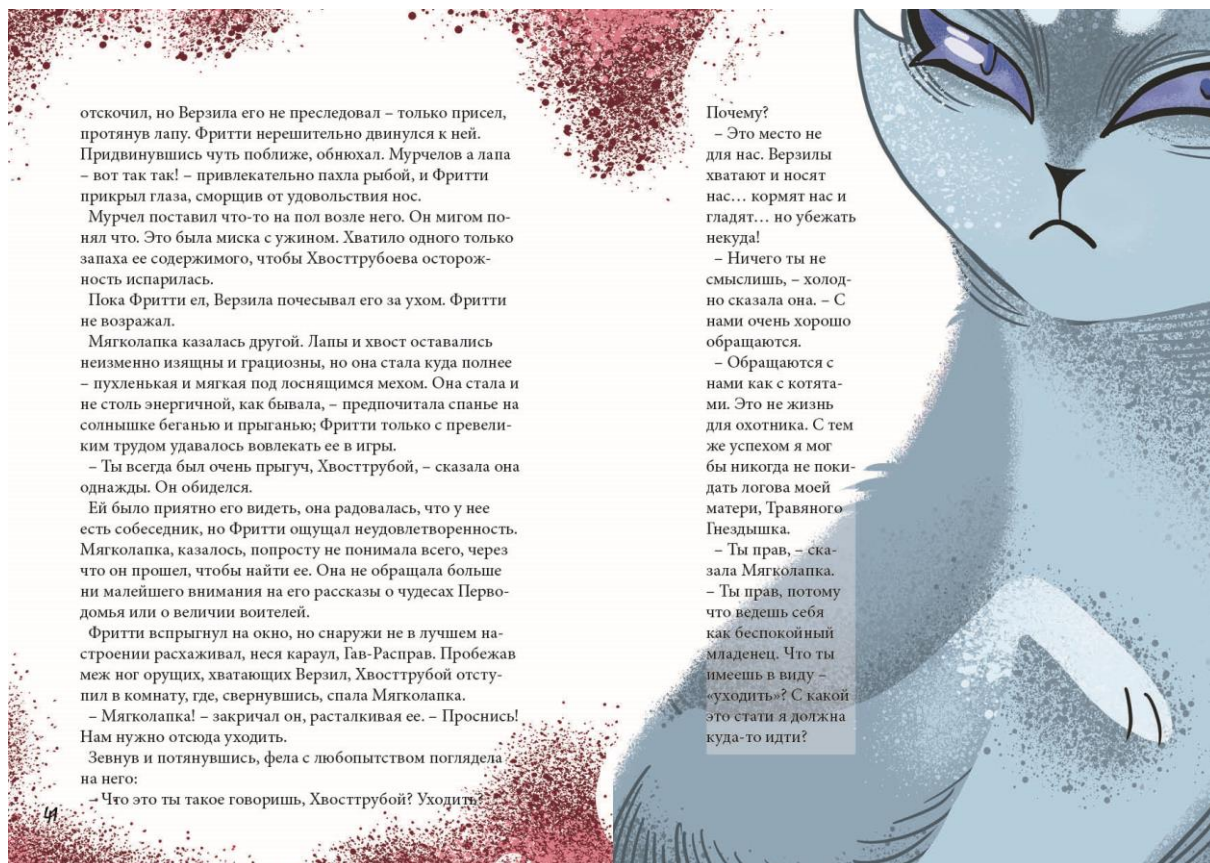 отскочил, но Верзила его не преследовал – только присел,
протянув лапу. Фритти нерешительно двинулся к ней.
Придвинувшись чуть поближе, обнюхал. Мурчелов а лапа
– вот так так! – привлекательно пахла рыбой, и Фритти
прикрыл глаза, сморщив от удовольствия нос.
Мурчел поставил что-то на пол возле него. Он мигом по-
нял что. Это была миска с ужином. Хватило одного только
запаха ее содержимого, чтобы Хвосттрубоева осторож-
ность испарилась.
Пока Фритти ел, Верзила почесывал его за ухом. Фритти
не возражал.
Мягколапка казалась другой. Лапы и хвост оставались
неизменно изящны и грациозны, но она стала куда полнее
– пухленькая и мягкая под лоснящимся мехом. Она стала и
не столь энергичной, как бывала, – предпочитала спанье на
солнышке беганью и прыганью; Фритти только с превели-
ким трудом удавалось вовлекать ее в игры.
– Ты всегда был очень прыгуч, Хвосттрубой, – сказала она
однажды. Он обиделся.
Ей было приятно его видеть, она радовалась, что у нее
есть собеседник, но Фритти ощущал неудовлетворенность.
Мягколапка, казалось, попросту не понимала всего, через
что он прошел, чтобы найти ее. Она не обращала больше
ни малейшего внимания на его рассказы о чудесах Перво-
домья или о величии воителей.
Фритти вспрыгнул на окно, но снаружи не в лучшем на-
строении расхаживал, неся караул, Гав-Расправ. Пробежав
меж ног орущих, хватающих Верзил, Хвосттрубой отсту-
пил в комнату, где, свернувшись, спала Мягколапка.
– Мягколапка! – закричал он, расталкивая ее. – Проснись!
Нам нужно отсюда уходить.
Зевнув и потянувшись, фела с любопытством поглядела
на него:
– Что это ты такое говоришь, Хвосттрубой? Уходить?
41
Почему?
– Это место не
для нас. Верзилы
хватают и носят
нас… кормят нас и
гладят… но убежать
некуда!
– Ничего ты не
смыслишь, – холод-
но сказала она. – С
нами очень хорошо
обращаются.
– Обращаются с
нами как с котята-
ми. Это не жизнь
для охотника. С тем
же успехом я мог
бы никогда не поки-
дать логова моей
матери, Травяного
Гнездышка.
– Ты прав, – ска-
зала Мягколапка.
– Ты прав, потому
что ведешь себя
как беспокойный
младенец. Что ты
имеешь в виду –
«уходить»? С какой
это стати я должна
куда-то идти?